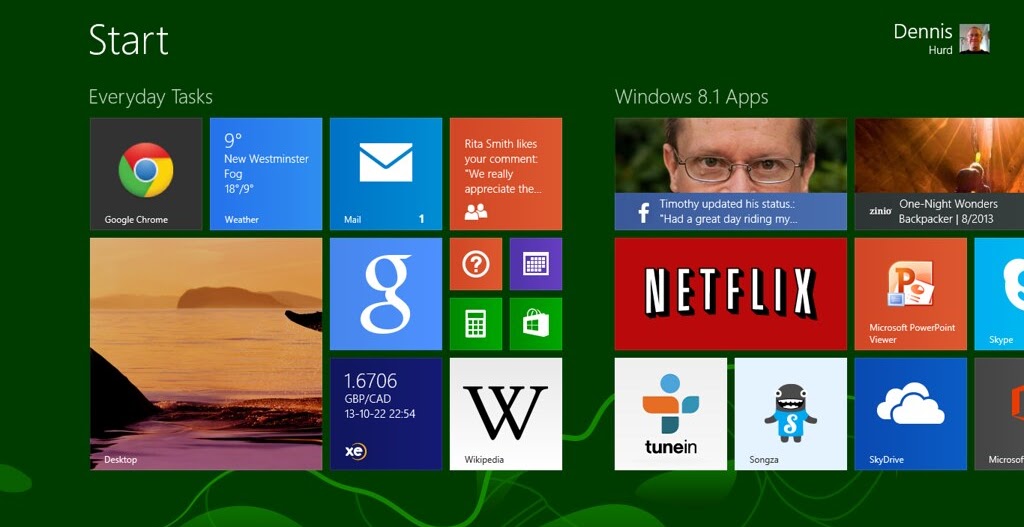 Start
Dennis
Hurd
Everyday Tasks
Google Chrome
9°
New Westminster
Fog
18°/9°
Weather
Mail
1
Rita Smith likes
your comment:
"We really
appreciate the...
Desktop
g
?
1.6706
GBP/CAD
13-10-22 22:54
xe
W
Wikipedia
Windows 8.1 Apps
f
Timothy updated his status.:
"Had a great day riding my...
zinio
One-Night Wonders
Backpacker | 8/2013
NETFLIX
P
Microsoft PowerPoint
Viewer
S
Skype
tunein
S
Songza
SkyDrive
Microsof